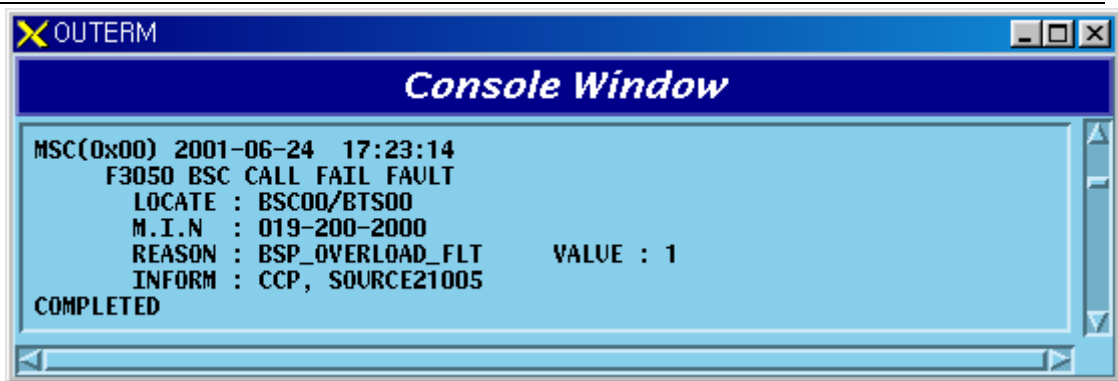 OUTERM
Console Window
MSC(0x00) 2001-06-24 17:23:14
F3050 BSC CALL FAIL FAULT
LOCATE : BSC00/BTS00
M.I.N : 019-200-2000
REASON : BSP_OVERLOAD_FLT VALUE : 1
INFORM : CCP, SOURCE21005
COMPLETED